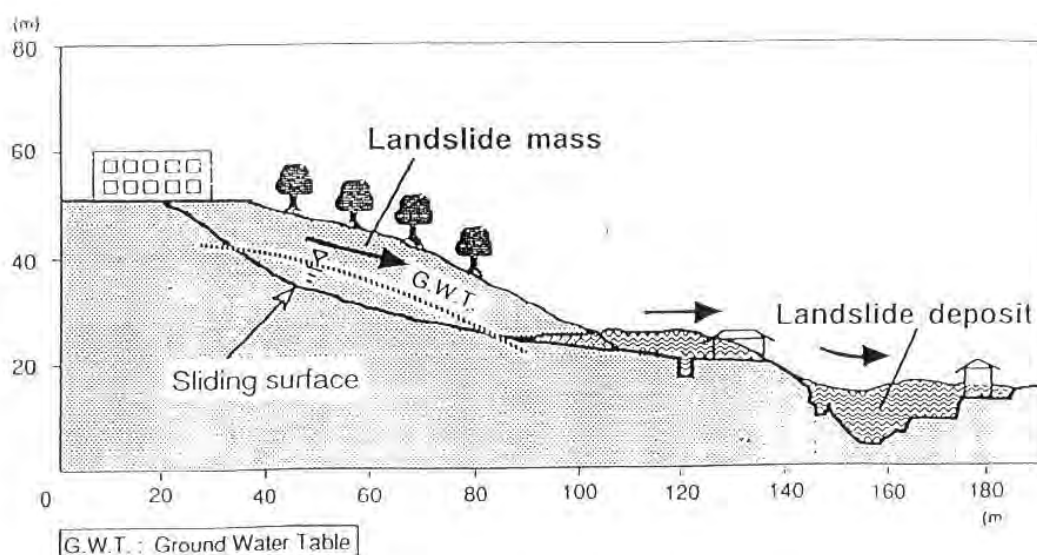 (m)
80
60
40
20
0 20 40 60 80 100 120 140 160 180
(m
Landslide mass
G.W.T.
Landslide deposit
Sliding surface
G.W.T. : Ground Water Table